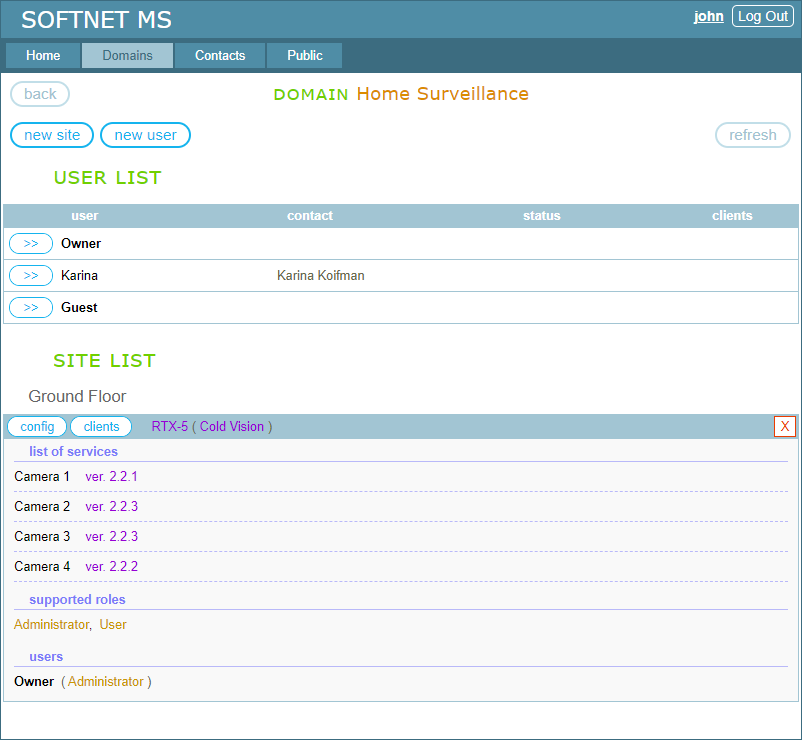 SOFTNET MS john Log Out
Home Domains Contacts Public
back DOMAIN Home Surveillance
new site new user refresh
USER LIST
user contact status clients
>> Owner
>> Karina Karina Koifman
>> Guest
SITE LIST
Ground Floor
config clients RTX-5 ( Cold Vision ) X
list of services
Camera 1 ver. 2.2.1
Camera 2 ver. 2.2.3
Camera 3 ver. 2.2.3
Camera 4 ver. 2.2.2
supported roles
Administrator, User
users
Owner ( Administrator )